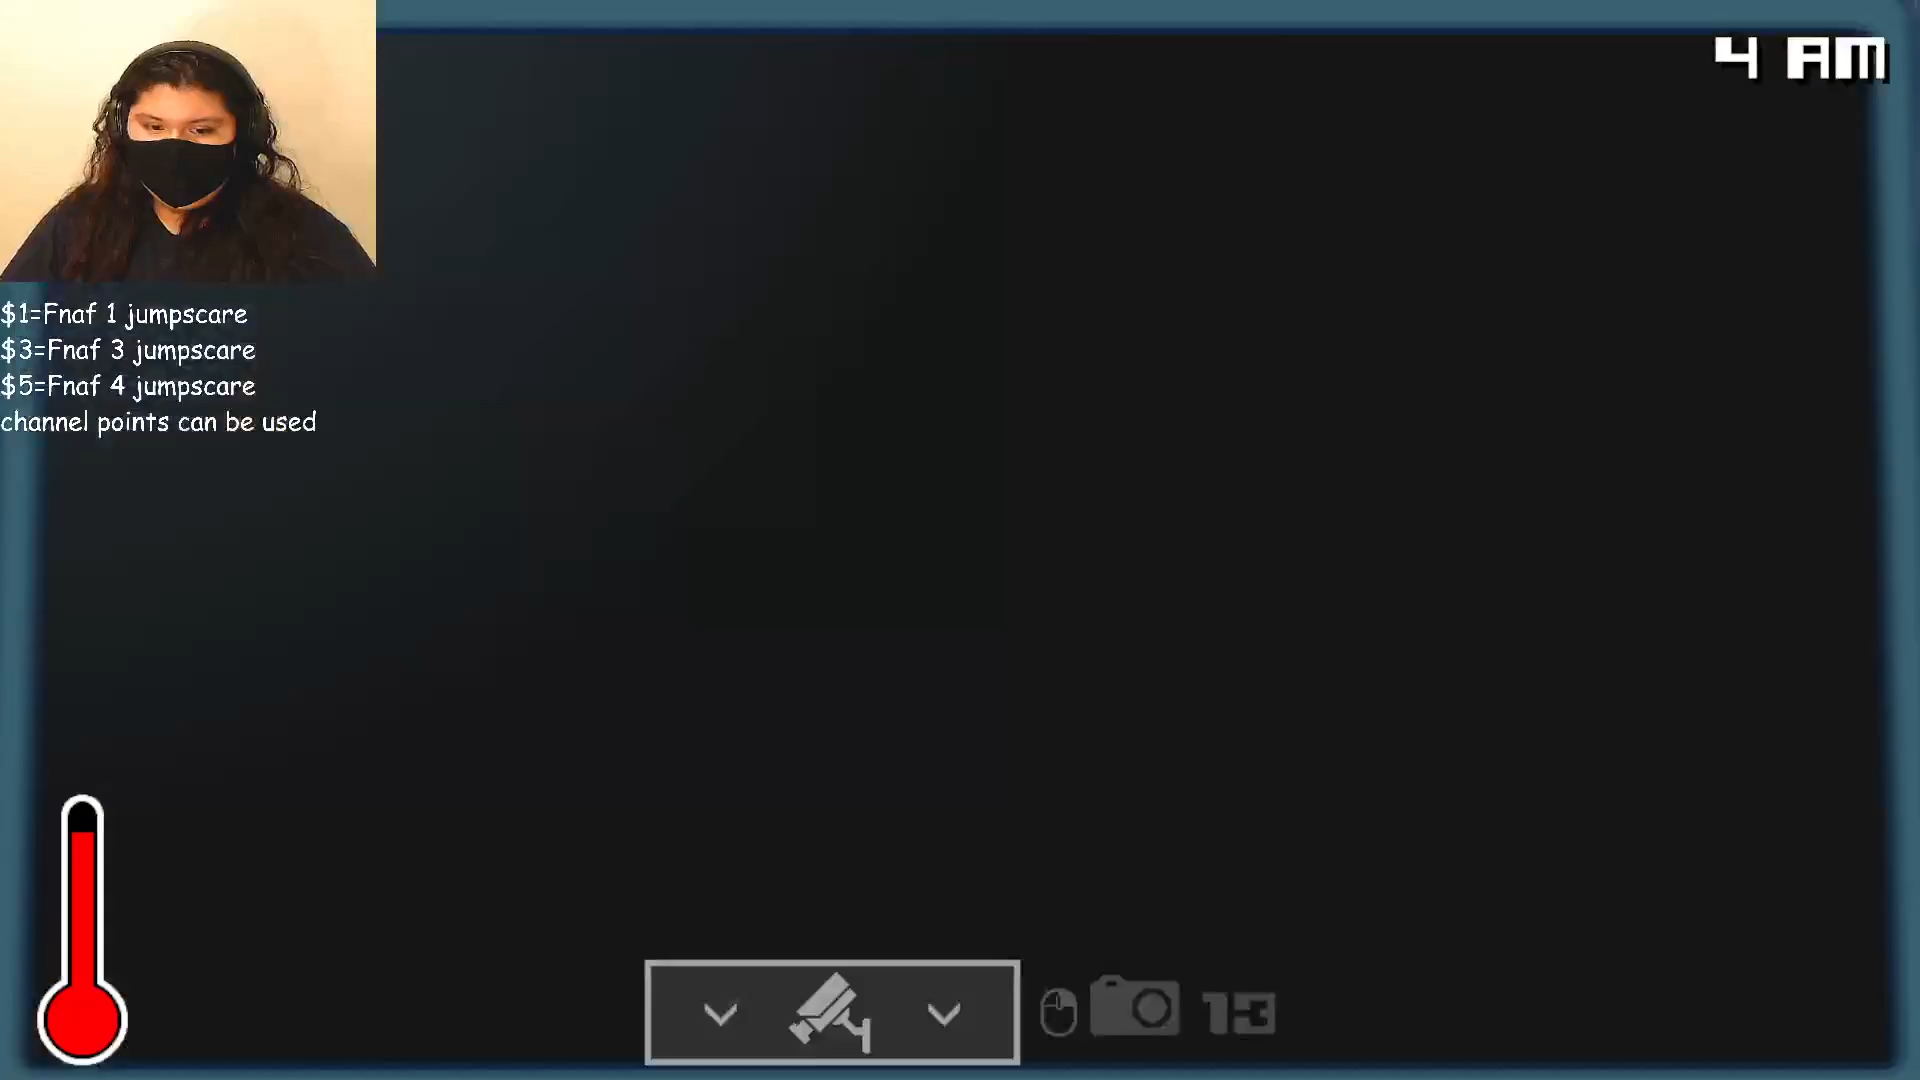 4 AM
$1=Fnaf 1 jumpscare
$3=Fnaf 3 jumpscare
$5=Fnaf 4 jumpscare
channel points can be used
13